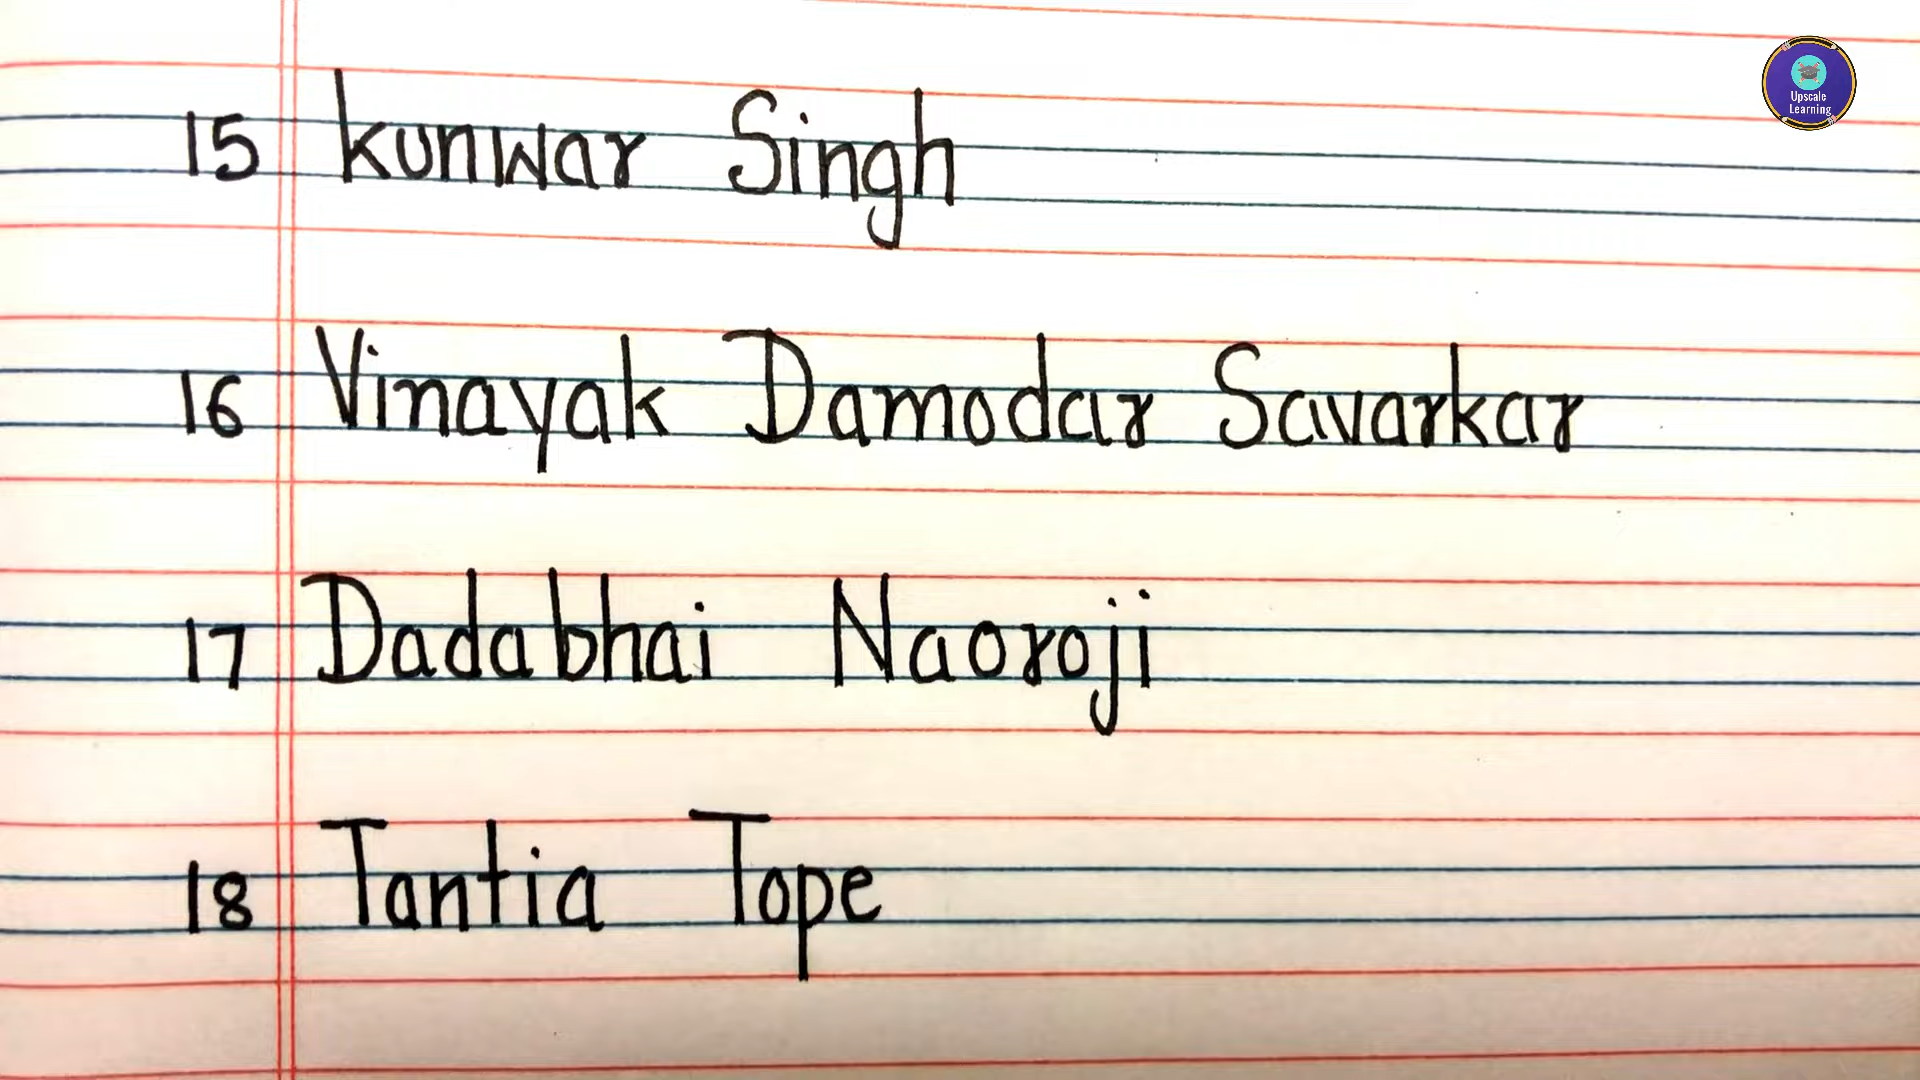 Upscale
Learning
15 kunwar Singh
16 Vinayak Damodar Savarkar
17 Dadabhai Naoroji
18 Tantia Tope